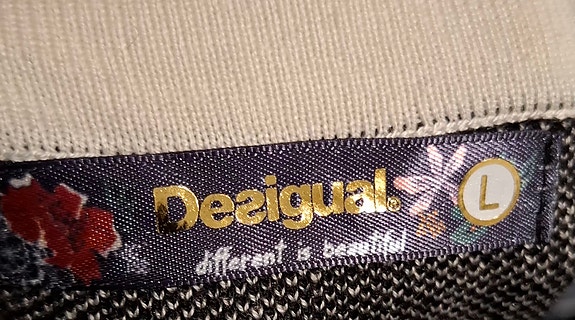 Desigual. L
different is beautiful